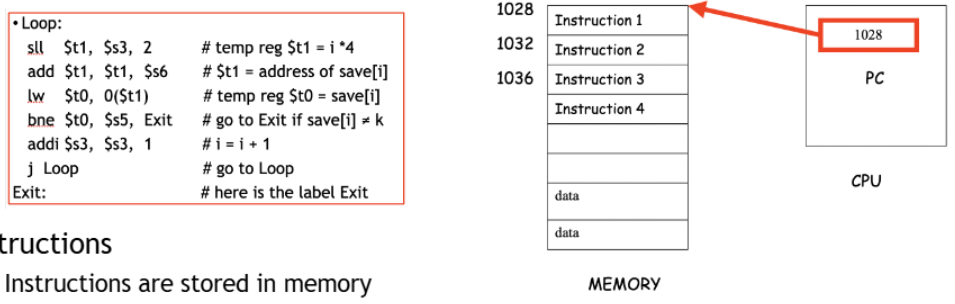 • Loop:
sll $t1, $s3, 2 # temp reg $t1 = i *4
add $t1, $t1, $s6 # $t1 = address of save[i]
lw $t0, 0($t1) # temp reg $t0 = save[i]
bne $t0, $s5, Exit # go to Exit if save[i] ≠ k
addi $s3, $s3, 1 # i = i + 1
j Loop # go to Loop
Exit: # here is the label Exit
tructions
Instructions are stored in memory
1028 Instruction 1
1032 Instruction 2
1036 Instruction 3
Instruction 4
data
data
MEMORY
1028
PC
CPU